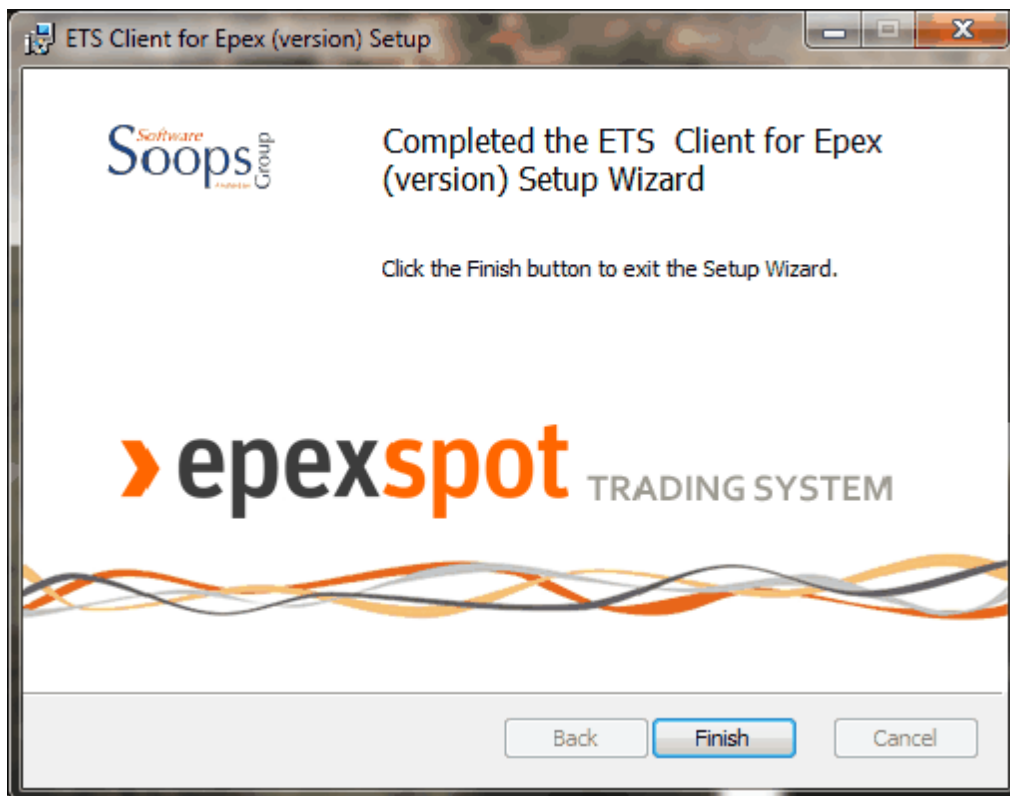 ETS Client for Epex (version) Setup
Software
Soops
Group
Completed the ETS  Client for Epex
(version) Setup Wizard
Click the Finish button to exit the Setup Wizard.
epexspot TRADING SYSTEM
Back
Finish
Cancel